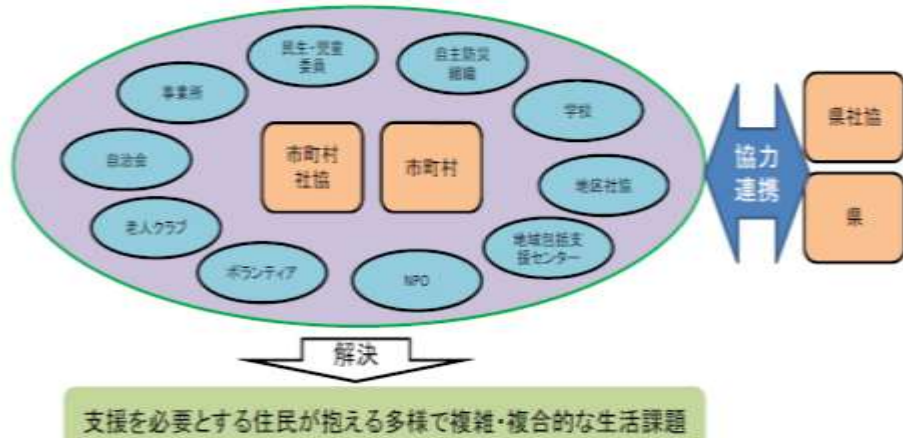 民生・児童
委員
自主防災
組織
事業所
学校
自治会
市町村
社協
市町村
地区社協
老人クラブ
地域包括支
援センター
ボランティア
NPO
協力
連携
県社協
県
解決
支援を必要とする住民が抱える多様で複雑・複合的な生活課題